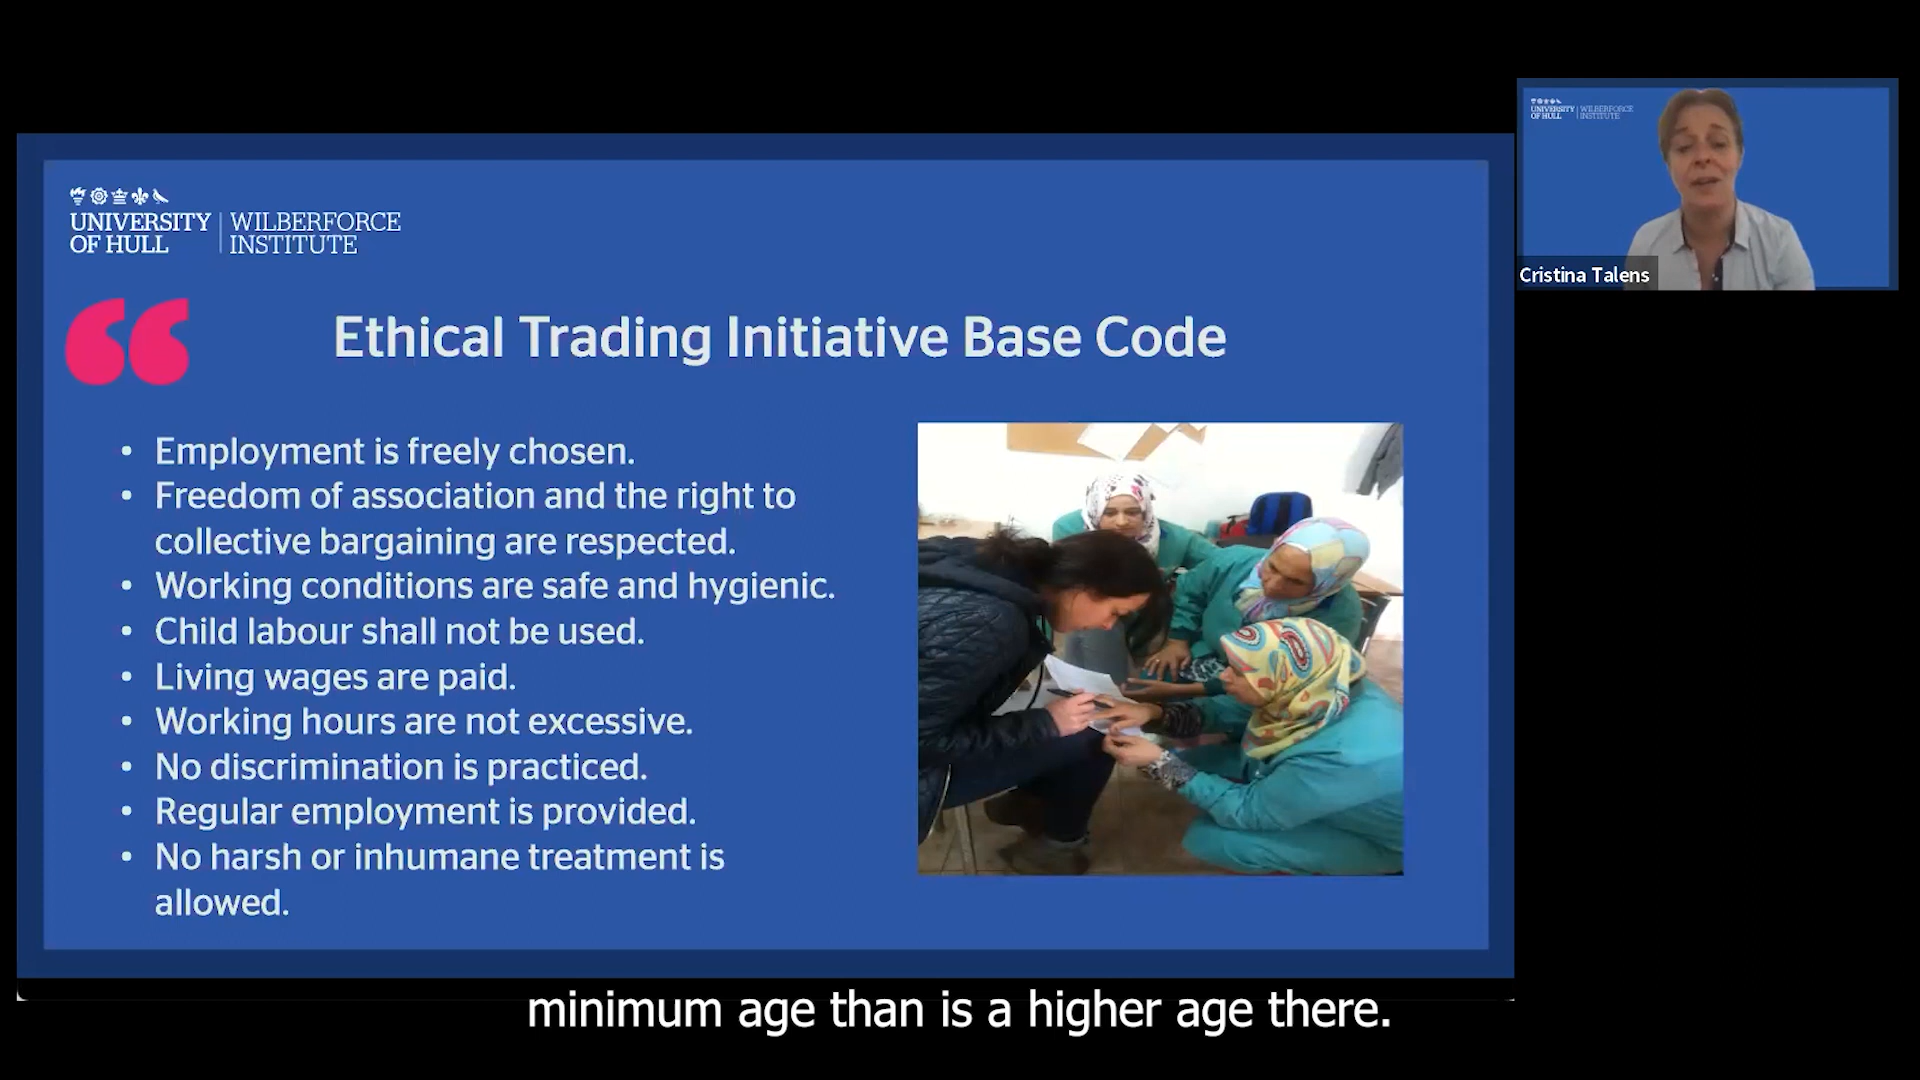 UNIVERSITY OF HULL
WILBERFORCE INSTITUTE
Ethical Trading Initiative Base Code
• Employment is freely chosen.
• Freedom of association and the right to
collective bargaining are respected.
• Working conditions are safe and hygienic.
• Child labour shall not be used.
• Living wages are paid.
• Working hours are not excessive.
• No discrimination is practiced.
• Regular employment is provided.
• No harsh or inhumane treatment is
allowed.
UNIVERSITY OF HULL
WILBERFORCE INSTITUTE
Cristina Talens
minimum age than is a higher age there.